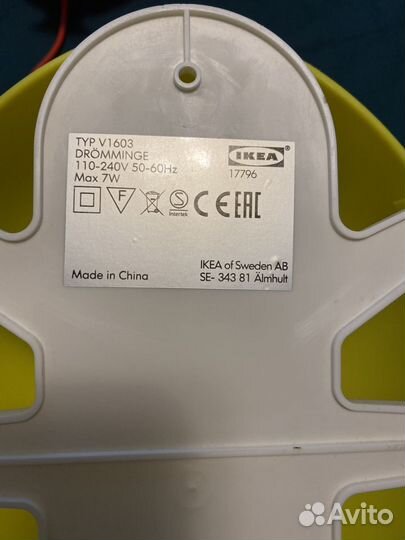 TYP V1603
DRÖMMINGE
110-240V 50-60Hz
Max 7W
IKEA
17796
F
S
Intertek
CE
EAC
Made in China
IKEA of Sweden AB
SE- 343 81 Älmhult
Avito